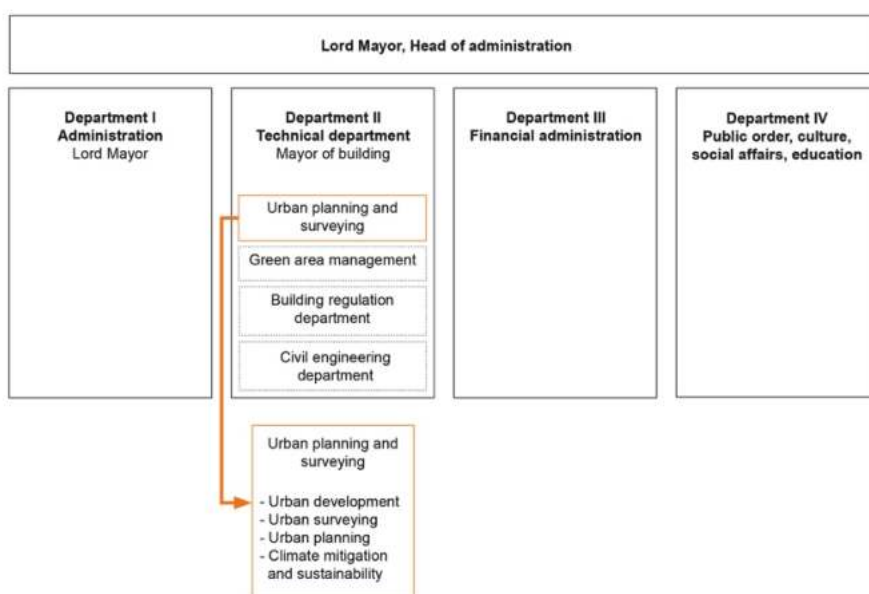 Lord Mayor, Head of administration
Department I
Administration
Lord Mayor
Department II
Technical department
Mayor of building
Urban planning and
surveying
Green area management
Building regulation
department
Civil engineering
department
Department III
Financial administration
Department IV
Public order, culture,
social affairs, education
Urban planning and
surveying
- Urban development
- Urban surveying
- Urban planning
- Climate mitigation
and sustainability